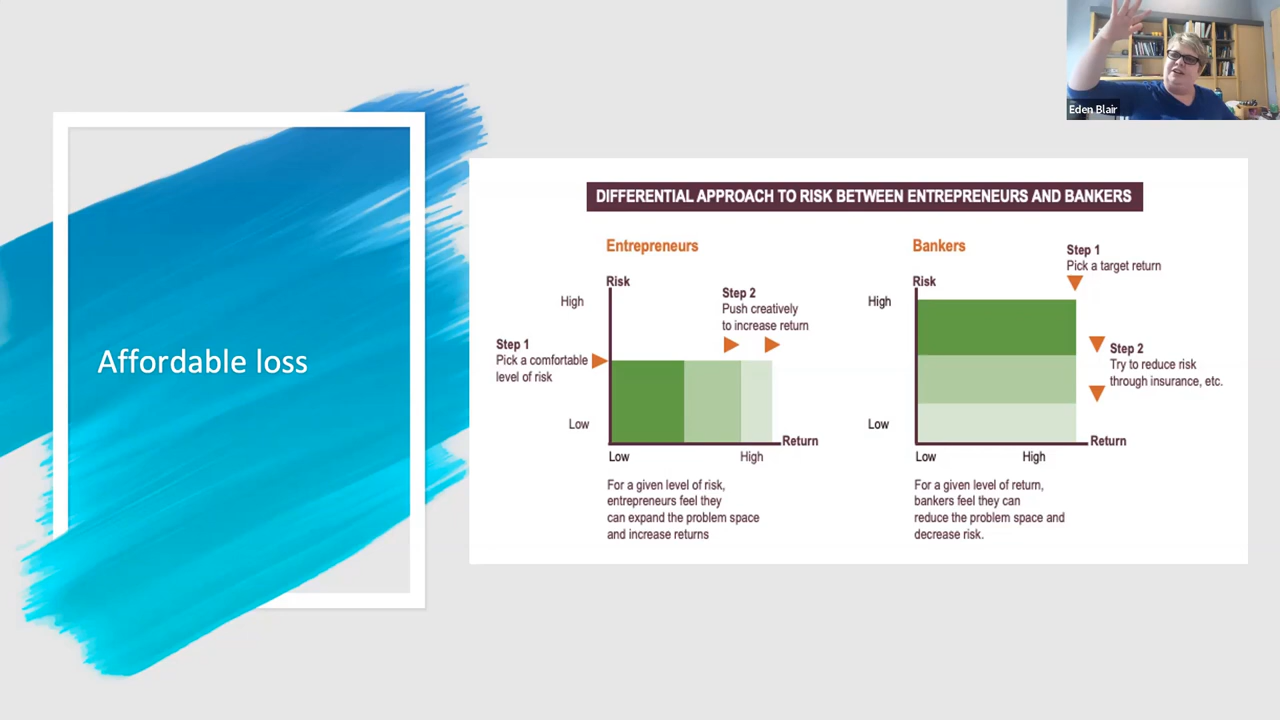 Eden Blair
Affordable loss
DIFFERENTIAL APPROACH TO RISK BETWEEN ENTREPRENEURS AND BANKERS
Entrepreneurs
Risk
High
Step 1
Pick a comfortable
level of risk
Low
Step 2
Push creatively
to increase return
Return
Low
High
For a given level of risk,
entrepreneurs feel they
can expand the problem space
and increase returns
Bankers
Step 1
Pick a target return
Risk
High
Step 2
Try to reduce risk
through insurance, etc.
Low
Return
Low
High
For a given level of return,
bankers feel they can
reduce the problem space and
decrease risk.